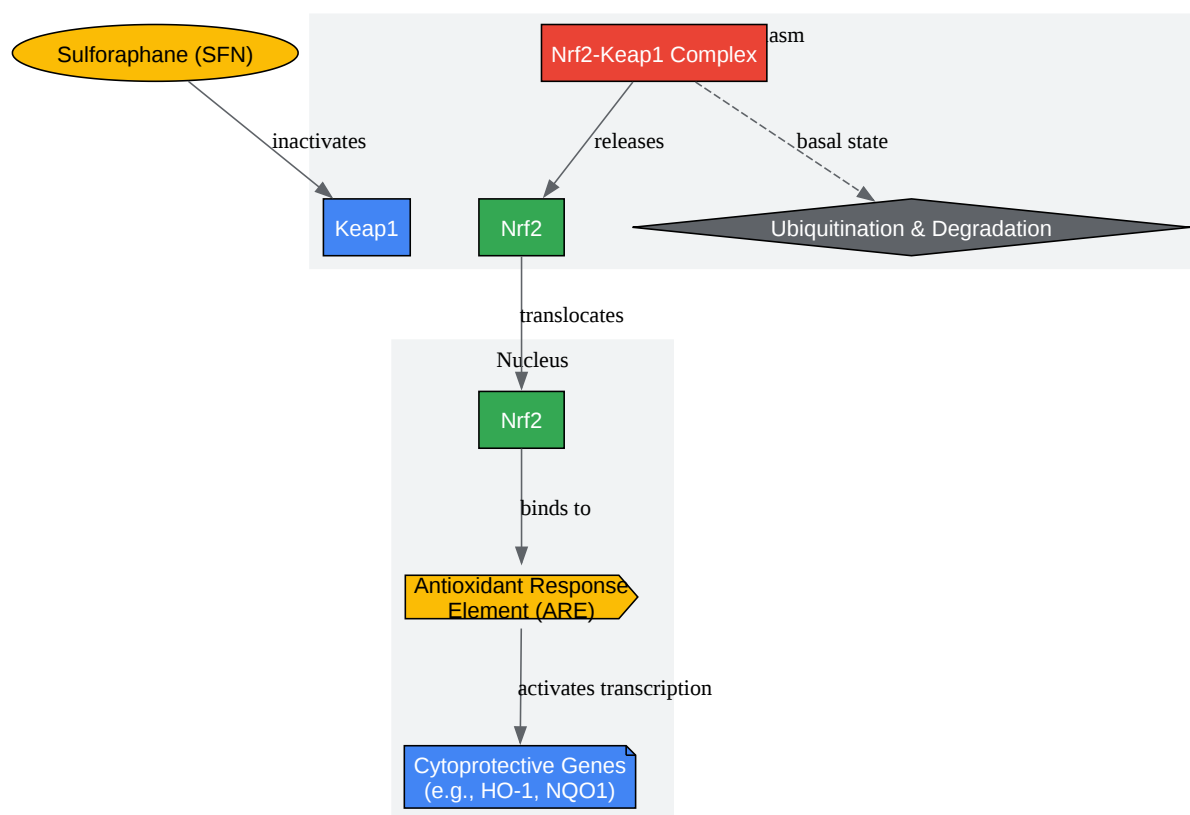 Sulforaphane (SFN)
Nrf2-Keap1 Complex
inactivates
releases
basal state
Keap1
Nrf2
Ubiquitination & Degradation
translocates
Nucleus
Nrf2
binds to
Antioxidant Response
Element (ARE)
activates transcription
Cytoprotective Genes
(e.g., HO-1, NQO1)